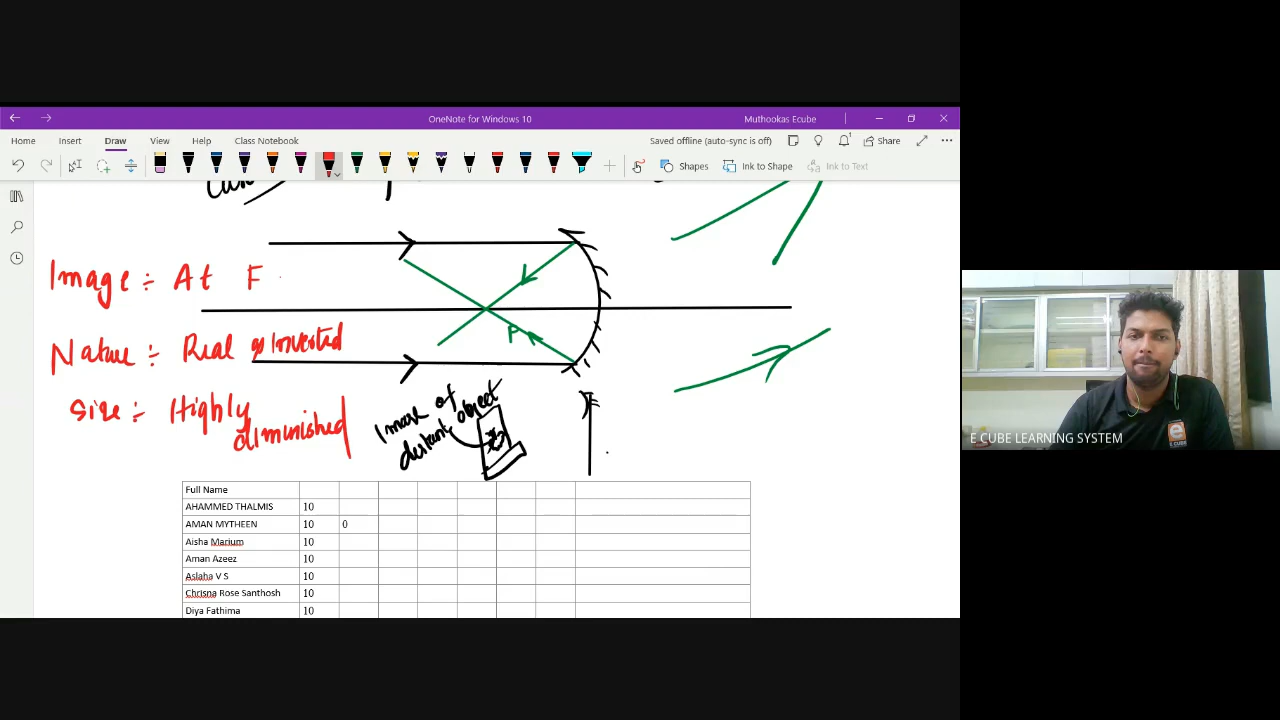 OneNote for Windows 10
Muthookas Ecube
Home Insert Draw View Help Class Notebook
Saved offline (auto-sync is off)
Share
Shapes
Ink to Shape
Ink to Text
Image :- At F
F
Nature :- Real & Inverted
Size :- Highly
diminished
Image of
distant object
Full Name
AHAMMED THALMIS 10
AMAN MYTHEEN 10 0
Aisha Marium 10
Aman Azeez 10
Aslaha V S 10
Chrisna Rose Santhosh 10
Diya Fathima 10
E CUBE
E CUBE LEARNING SYSTEM